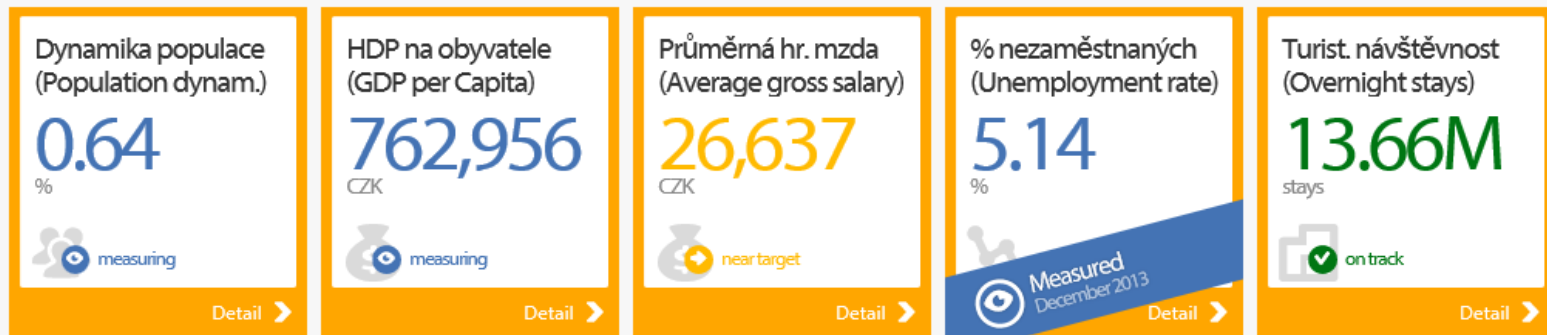 Dynamika populace
(Population dynam.)
0.64
%
measuring
Detail
HDP na obyvatele
(GDP per Capita)
762,956
CZK
measuring
Detail
Průměrná hr. mzda
(Average gross salary)
26,637
CZK
near target
Detail
% nezaměstnaných
(Unemployment rate)
5.14
%
Measured
December 2013
Detail
Turist. návštěvnost
(Overnight stays)
13.66M
stays
on track
Detail